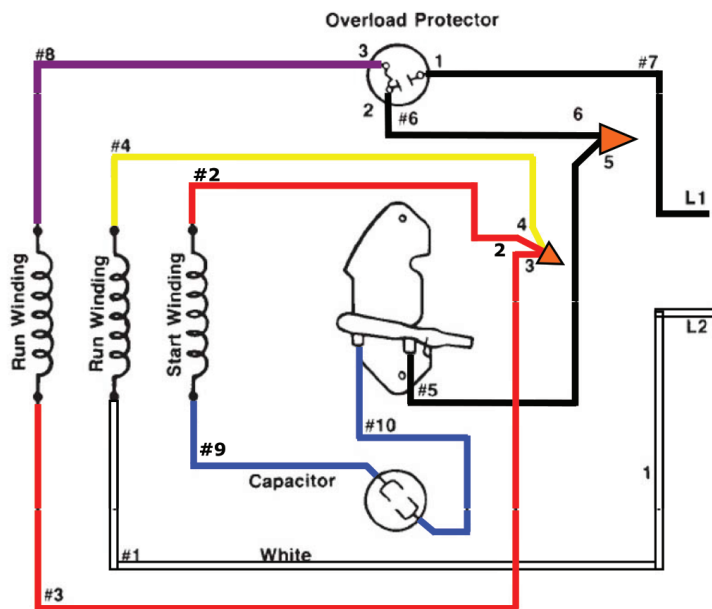 Overload Protector
#8
3
1
#7
2
#6
6
5
#4
#2
L1
4
2
3
Run Winding
Run Winding
Start Winding
L2
#5
#10
#9
Capacitor
1
#1
White
#3